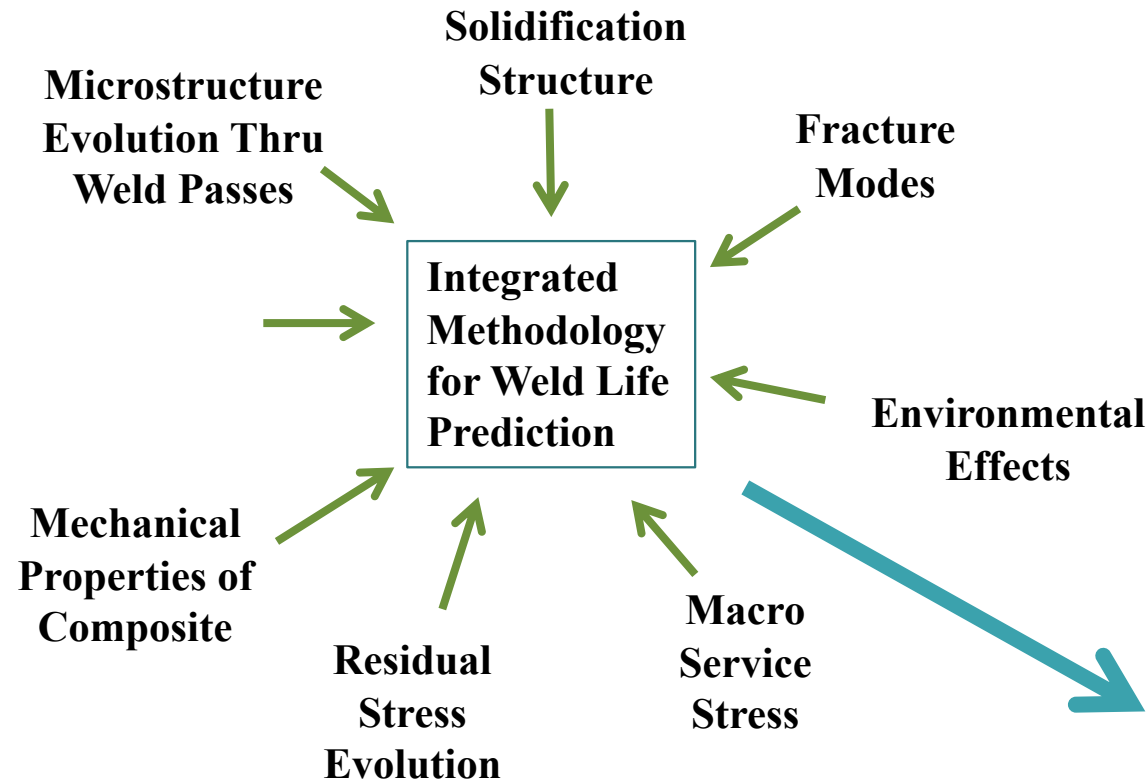 Solidification
Structure
Microstructure
Evolution Thru
Weld Passes
Fracture
Modes
Integrated
Methodology
for Weld Life
Prediction
Environmental
Effects
Mechanical
Properties of
Composite
Residual
Stress
Evolution
Macro
Service
Stress